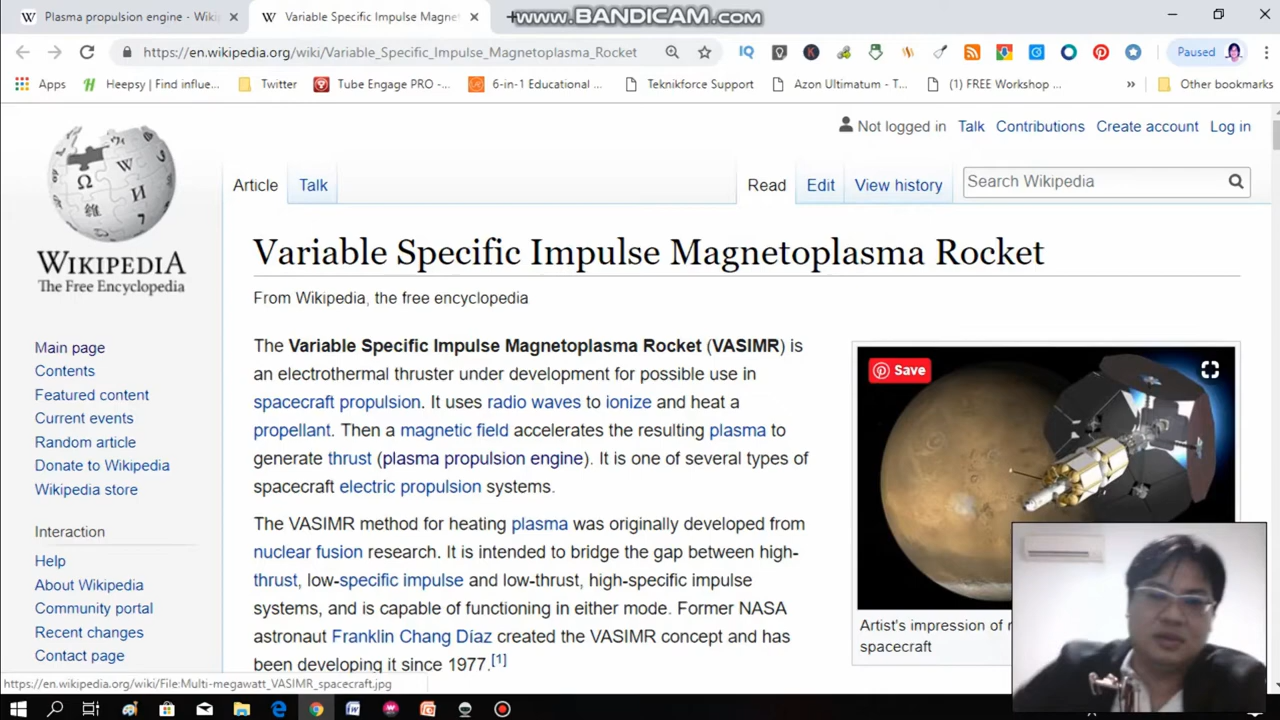 Plasma propulsion engine - Wiki
Variable Specific Impulse Magnet
www.BANDICAM.com
https://en.wikipedia.org/wiki/Variable_Specific_Impulse_Magnetoplasma_Rocket
IQ
K
Paused
Apps
Heepsy | Find influe...
Twitter
Tube Engage PRO -...
6-in-1 Educational ...
Teknikforce Support
Azon Ultimatum - T...
(1) FREE Workshop ...
»
Other bookmarks
Not logged in
Talk
Contributions
Create account
Log in
Article
Talk
Read
Edit
View history
Search Wikipedia
WIKIPEDIA
The Free Encyclopedia
Main page
Contents
Featured content
Current events
Random article
Donate to Wikipedia
Wikipedia store
Interaction
Help
About Wikipedia
Community portal
Recent changes
Contact page
Variable Specific Impulse Magnetoplasma Rocket
From Wikipedia, the free encyclopedia
The Variable Specific Impulse Magnetoplasma Rocket (VASIMR) is
an electrothermal thruster under development for possible use in
spacecraft propulsion. It uses radio waves to ionize and heat a
propellant. Then a magnetic field accelerates the resulting plasma to
generate thrust (plasma propulsion engine). It is one of several types of
spacecraft electric propulsion systems.
The VASIMR method for heating plasma was originally developed from
nuclear fusion research. It is intended to bridge the gap between high-
thrust, low-specific impulse and low-thrust, high-specific impulse
systems, and is capable of functioning in either mode. Former NASA
astronaut Franklin Chang Díaz created the VASIMR concept and has
been developing it since 1977.[1]
Save
Artist's impression of
spacecraft
https://en.wikipedia.org/wiki/File:Multi-megawatt_VASIMR_spacecraft.jpg